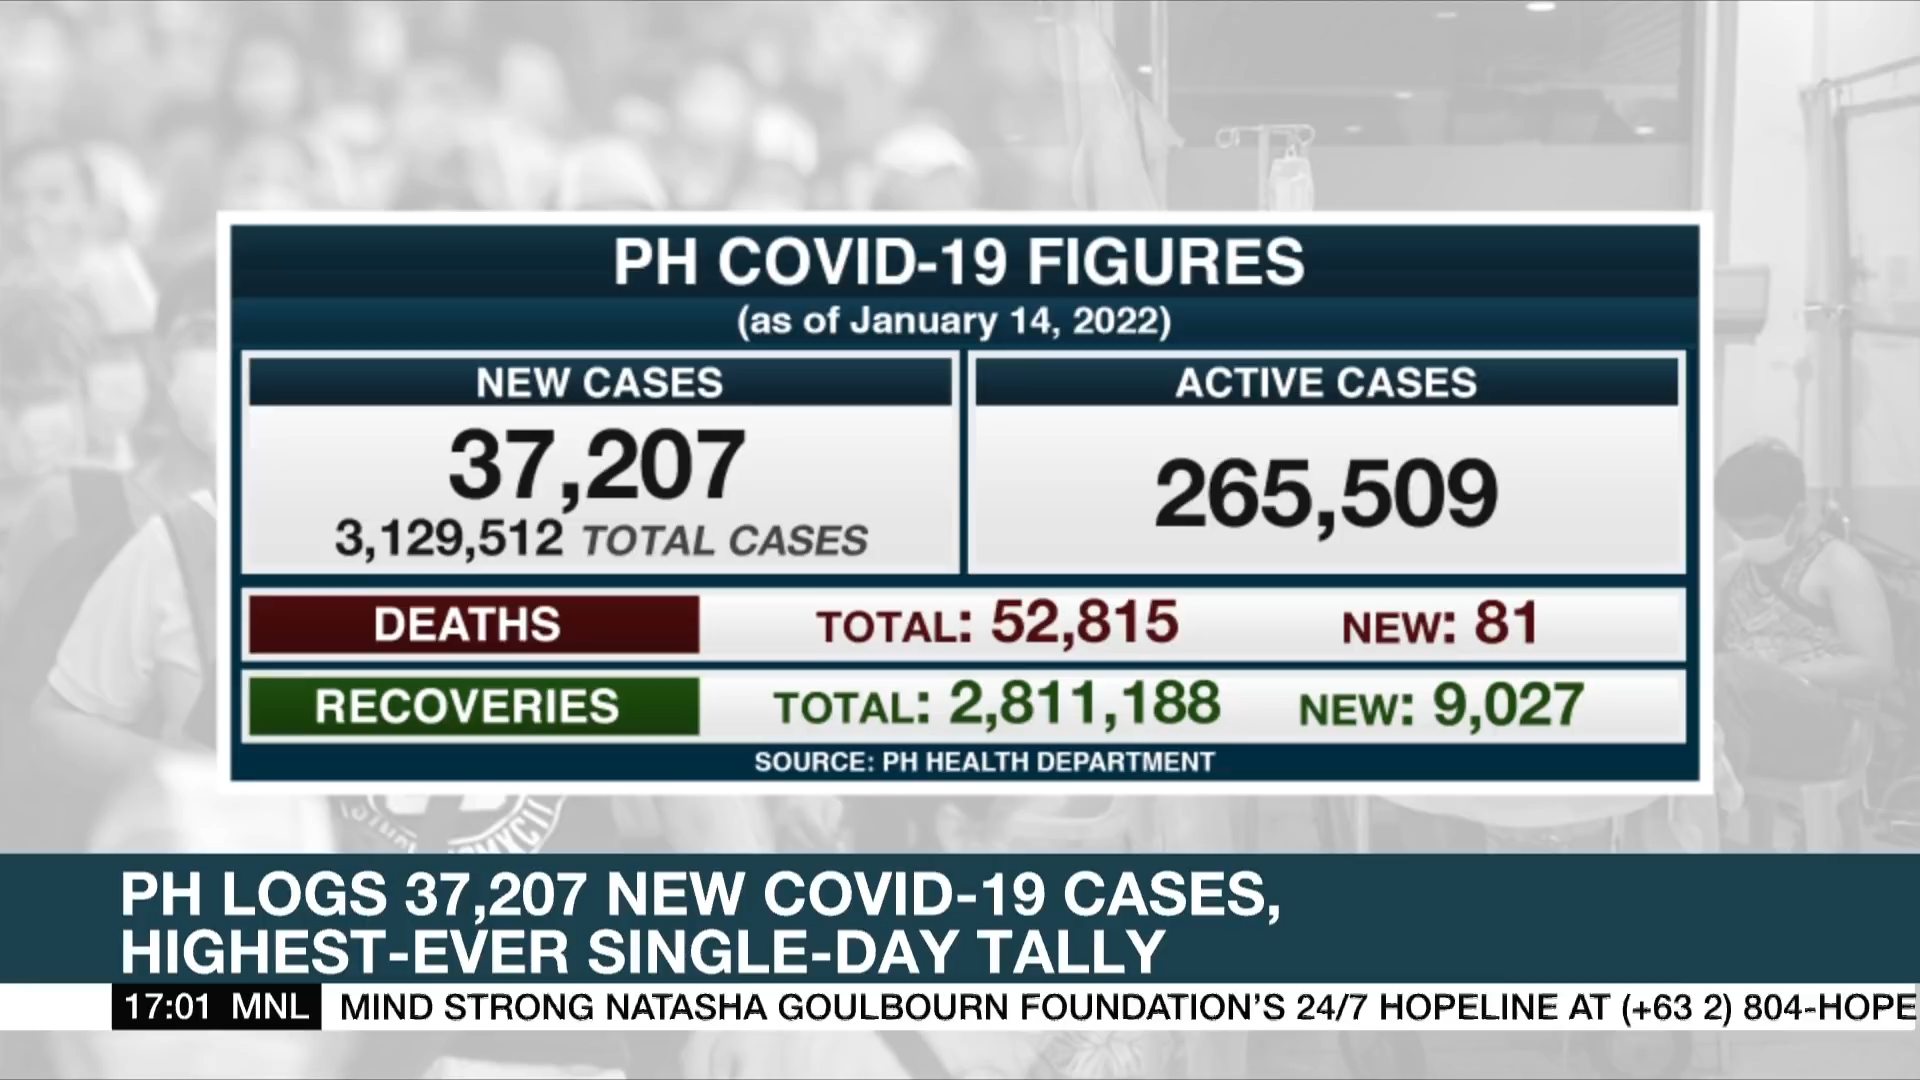 PH COVID-19 FIGURES
(as of January 14, 2022)
NEW CASES
37,207
3,129,512 TOTAL CASES
ACTIVE CASES
265,509
DEATHS TOTAL: 52,815 NEW: 81
RECOVERIES TOTAL: 2,811,188 NEW: 9,027
SOURCE: PH HEALTH DEPARTMENT
PH LOGS 37,207 NEW COVID-19 CASES,
HIGHEST-EVER SINGLE-DAY TALLY
17:01 MNL MIND STRONG NATASHA GOULBOURN FOUNDATION'S 24/7 HOPELINE AT (+63 2) 804-HOPE